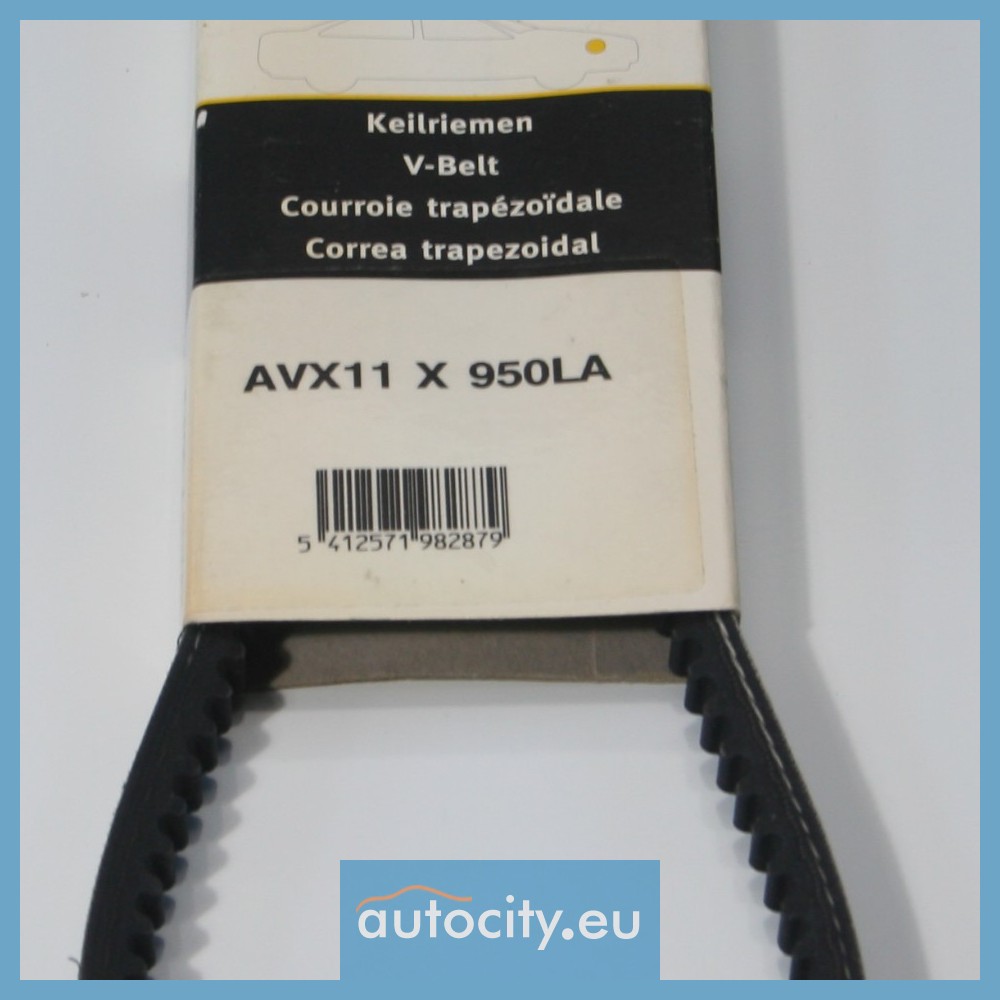 Keilriemen
V-Belt
Courroie trapézoïdale
Correa trapezoidal
AVX11 X 950LA
5 412571 982879
autocity.eu